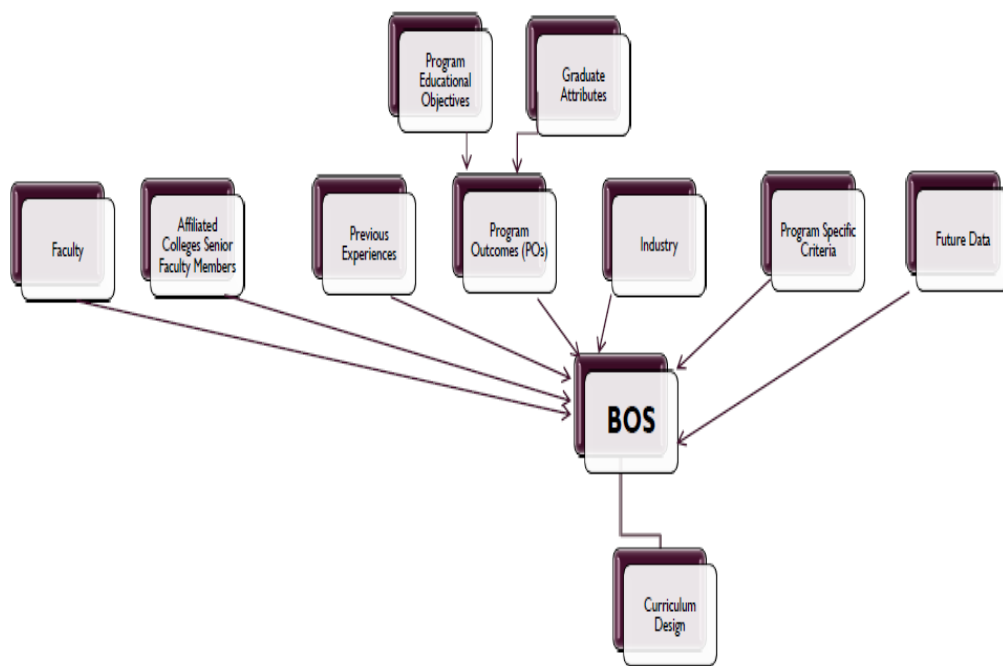 Program
Educational
Objectives
Graduate
Attributes
Faculty
Affiliated
Colleges Senior
Faculty Members
Previous
Experiences
Program
Outcomes (POs)
Industry
Program Specific
Criteria
Future Data
BOS
Curriculum
Design